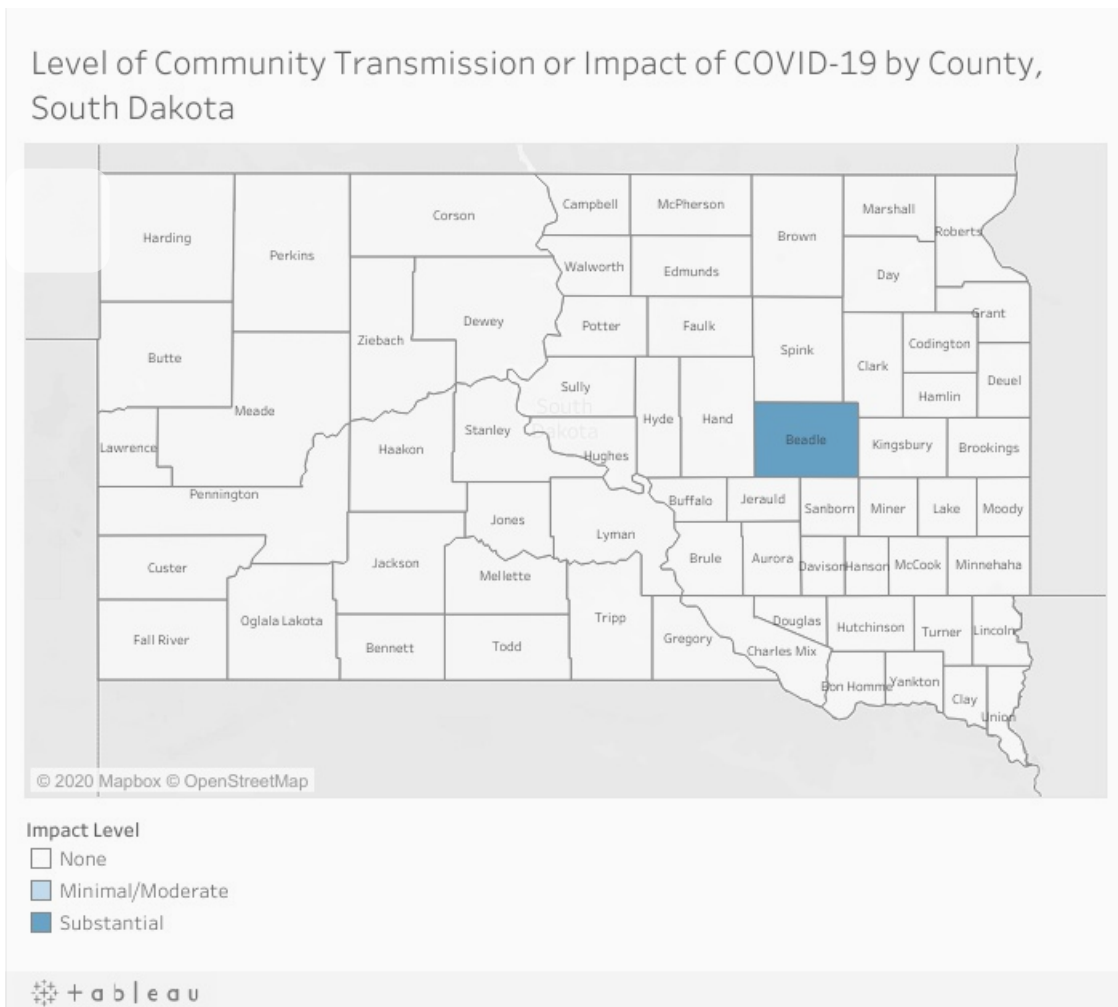 Level of Community Transmission or Impact of COVID-19 by County,
South Dakota
Harding
Perkins
Corson
Campbell
McPherson
Brown
Marshall
Roberts
Walworth
Edmunds
Day
Butte
Ziebach
Dewey
Potter
Faulk
Spink
Grant
Clark
Codington
Deuel
Hamlin
Meade
Sully
South
Dakota
Lawrence
Haakon
Stanley
Hughes
Hyde
Hand
Beadle
Kingsbury
Brookings
Pennington
Jones
Lyman
Buffalo
Jerauld
Sanborn
Miner
Lake
Moody
Custer
Jackson
Mellette
Brule
Aurora
Davison
Hanson
McCook
Minnehaha
Fall River
Oglala Lakota
Bennett
Todd
Tripp
Gregory
Douglas
Charles Mix
Hutchinson
Turner
Lincoln
Bon Homme
Yankton
Clay
Union
© 2020 Mapbox © OpenStreetMap
Impact Level
None
Minimal/Moderate
Substantial
+ a b | e a u